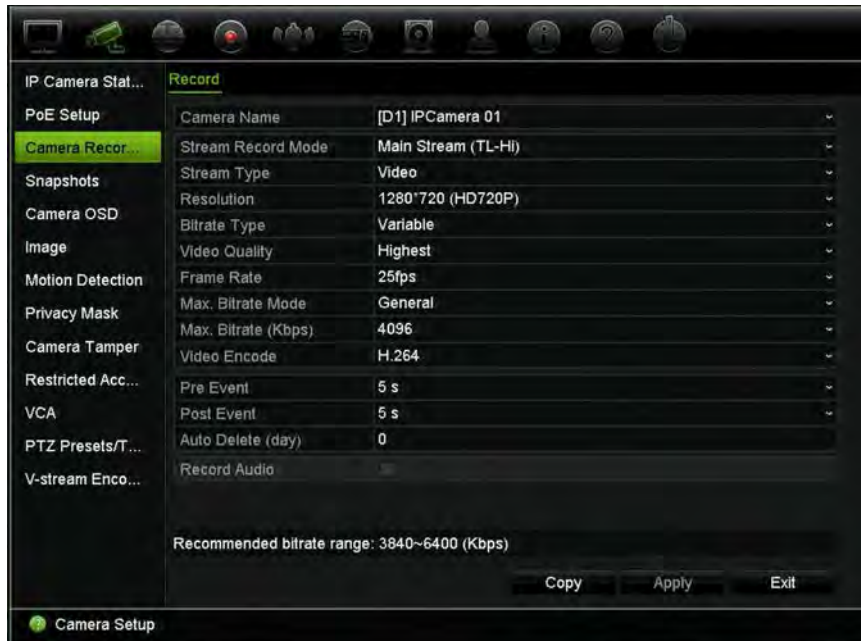 IP Camera Stat...
PoE Setup
Camera Recor...
Snapshots
Camera OSD
Image
Motion Detection
Privacy Mask
Camera Tamper
Restricted Acc...
VCA
PTZ Presets/T...
V-stream Enco...
Record
Camera Name [D1] IPCamera 01
Stream Record Mode Main Stream (TL-Hi)
Stream Type Video
Resolution 1280*720 (HD720P)
Bitrate Type Variable
Video Quality Highest
Frame Rate 25fps
Max. Bitrate Mode General
Max. Bitrate (Kbps) 4096
Video Encode H.264
Pre Event 5 s
Post Event 5 s
Auto Delete (day) 0
Record Audio
Recommended bitrate range: 3840~6400 (Kbps)
Copy Apply Exit
Camera Setup